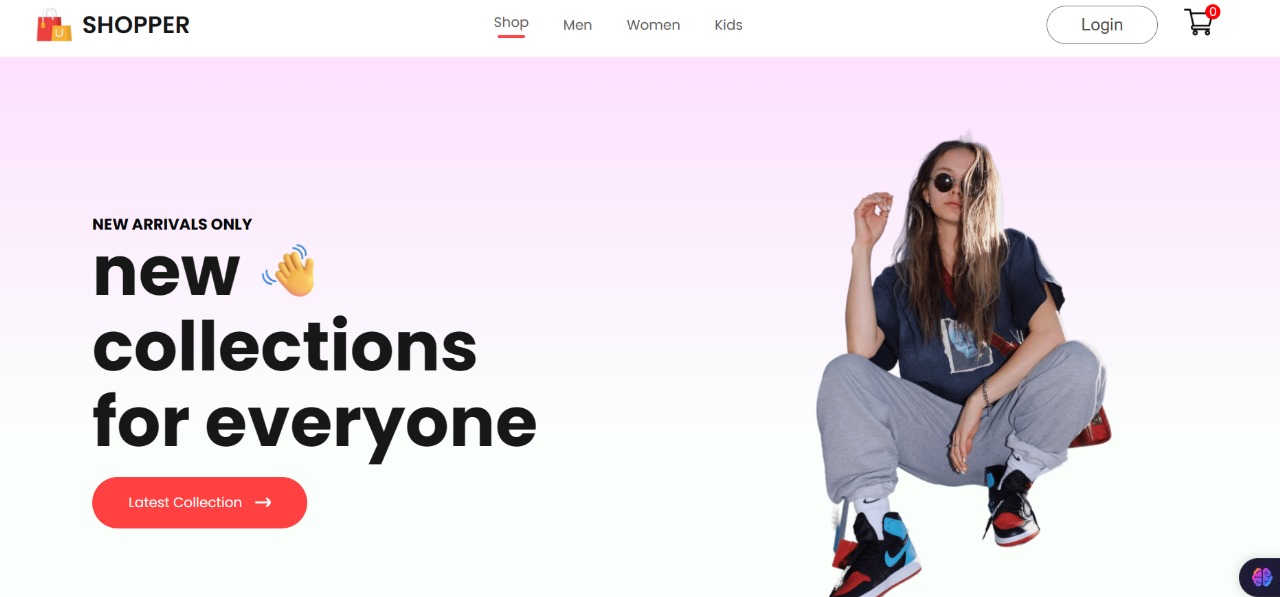 SHOPPER
Shop
Men
Women
Kids
Login
0
NEW ARRIVALS ONLY
new
collections
for everyone
Latest Collection